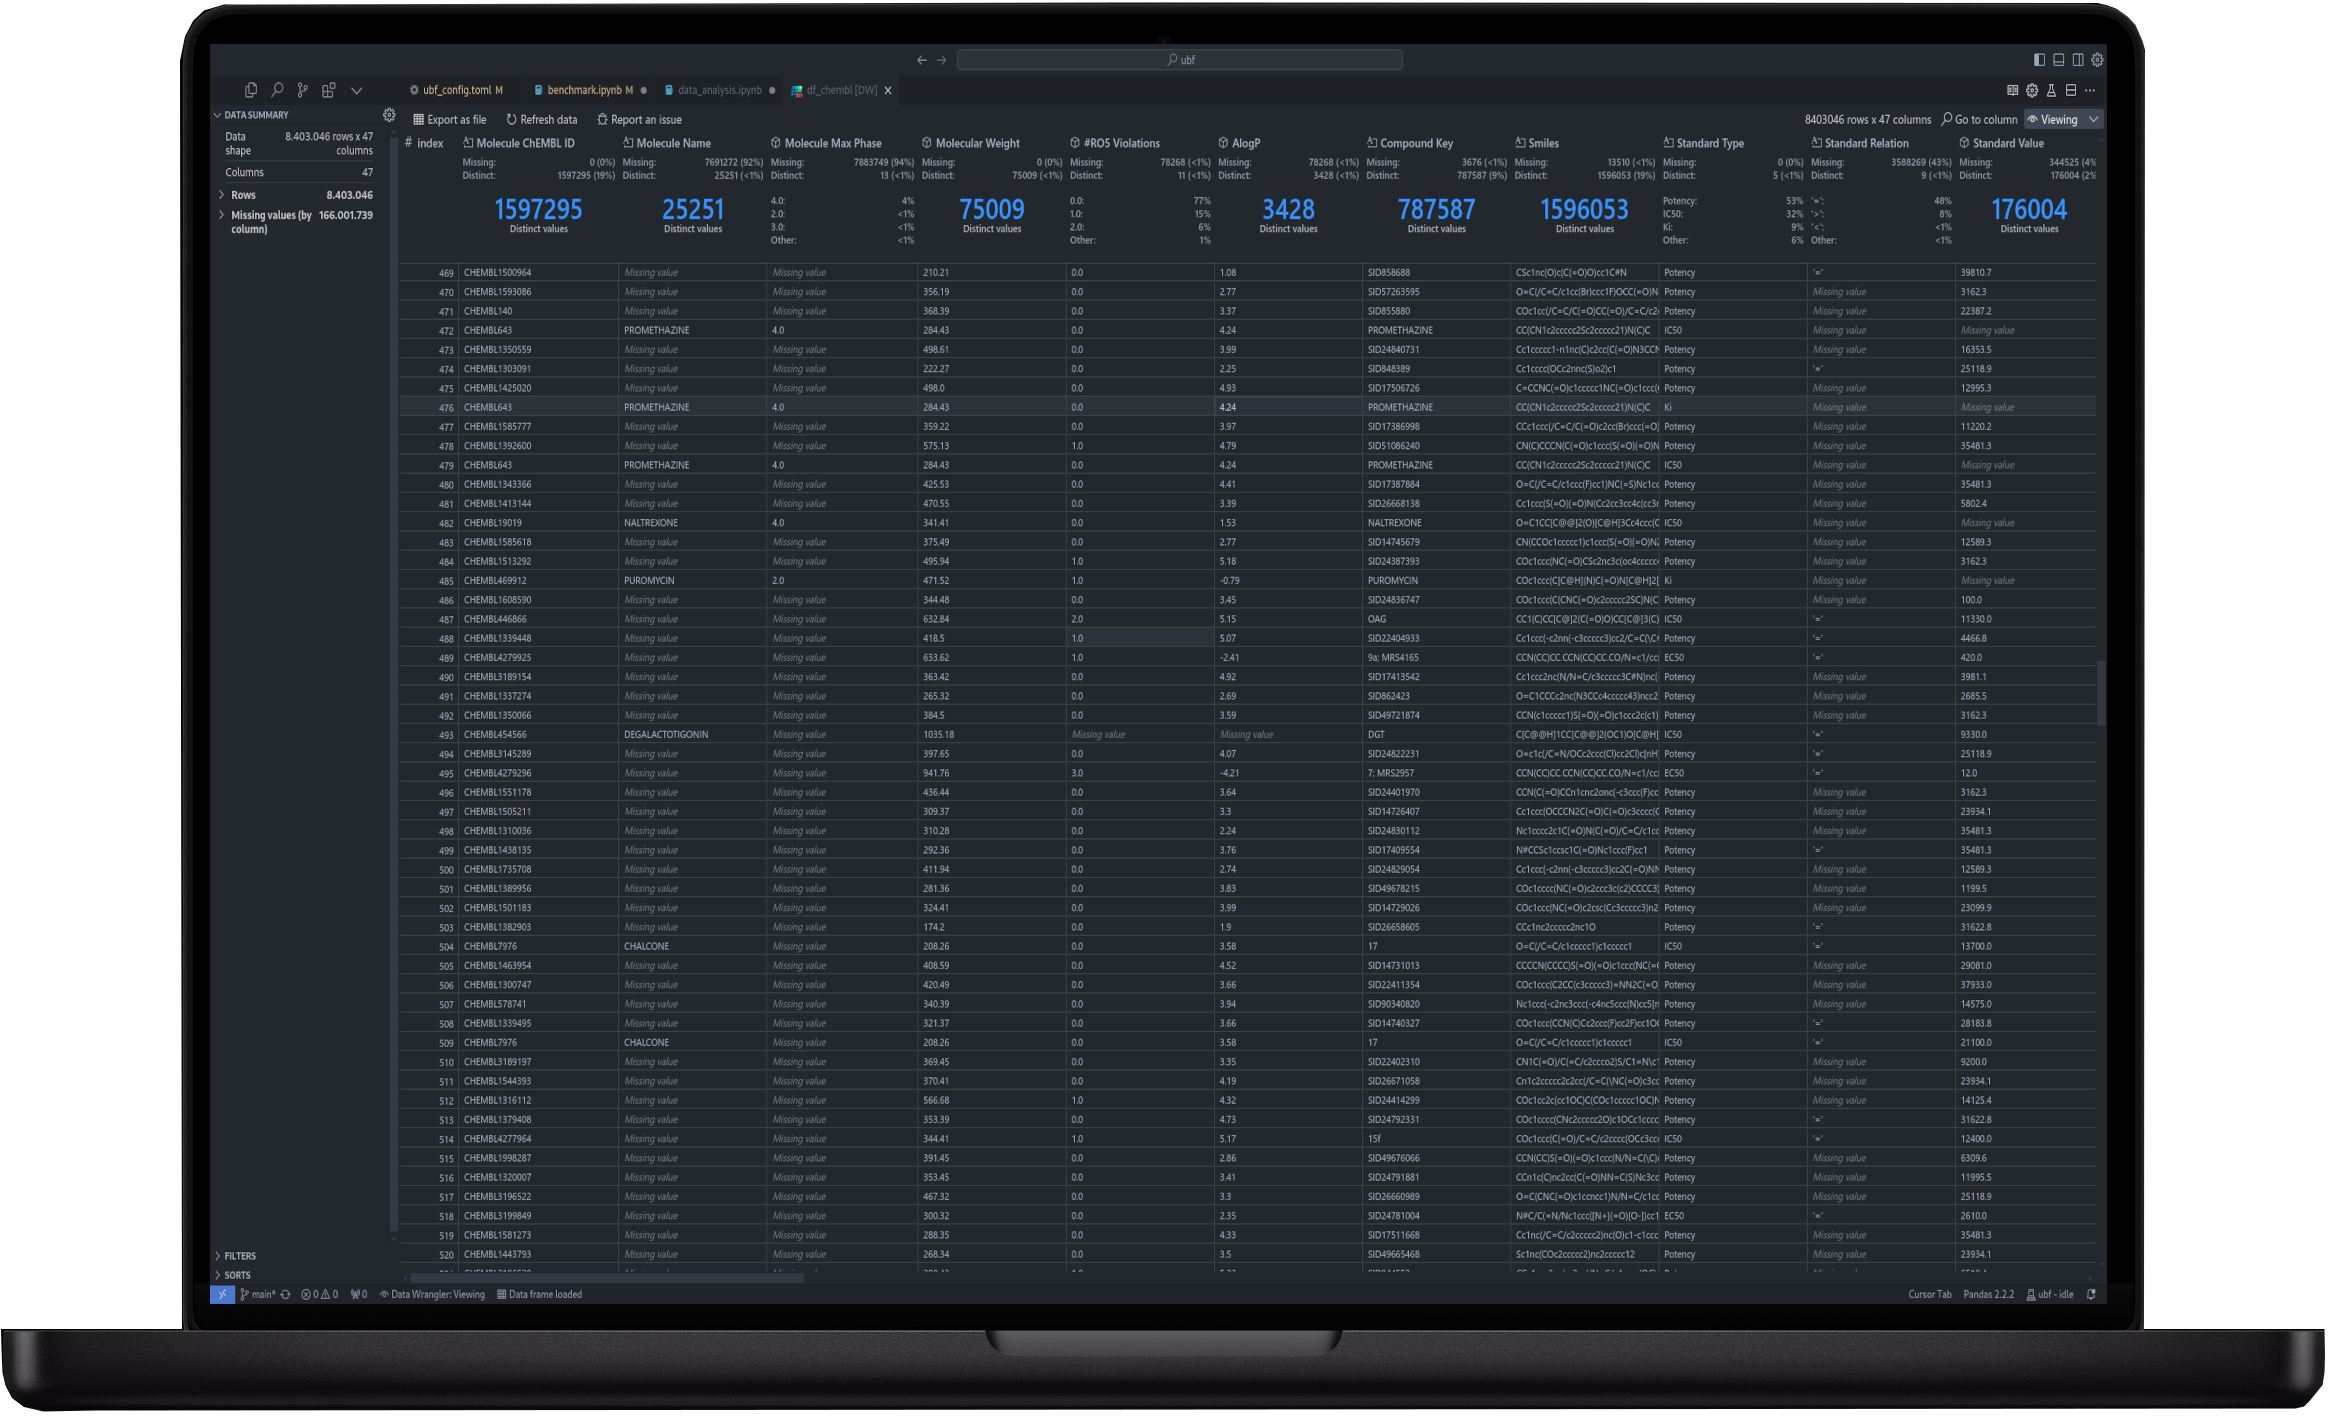 ubf
ubf_config.toml M
benchmark.ipynb M
data_analysis.ipynb
df_chembl [DW]
DATA SUMMARY
Data shape 8.403.046 rows x 47 columns
Columns 47
Rows 8.403.046
Missing values (by column) 166.001.739
FILTERS
SORTS
Export as file Refresh data Report an issue 8403046 rows x 47 columns Go to column Viewing
# index Molecule ChEMBL ID Molecule Name Molecule Max Phase Molecular Weight #RO5 Violations AlogP Compound Key Smiles Standard Type Standard Relation Standard Value
Missing: 0 (0%) Missing: 7691272 (92%) Missing: 7883749 (94%) Missing: 0 (0%) Missing: 78268 (<1%) Missing: 78268 (<1%) Missing: 3676 (<1%) Missing: 13510 (<1%) Missing: 0 (0%) Missing: 3588269 (43%) Missing: 344525 (4%
Distinct: 1597295 (19%) Distinct: 25251 (<1%) Distinct: 13 (<1%) Distinct: 75009 (<1%) Distinct: 11 (<1%) Distinct: 3428 (<1%) Distinct: 787587 (9%) Distinct: 1596053 (19%) Distinct: 5 (<1%) Distinct: 9 (<1%) Distinct: 176004 (2%
1597295 25251 75009 3428 787587 1596053 176004
Distinct values Distinct values Distinct values Distinct values Distinct values Distinct values Distinct values
4.0: 4% 0.0: 77% Potency: 53% '=': 48%
2.0: <1% 1.0: 15% IC50: 32% '>': 8%
3.0: <1% 2.0: 6% Ki: 9% '<': <1%
Other: <1% Other: 1% Other: 6% Other: <1%
469 CHEMBL1500964 Missing value Missing value 210.21 0.0 1.08 SID858688 CSc1nc(O)c(C(=O)O)cc1C#N Potency '=' 39810.7
470 CHEMBL1593086 Missing value Missing value 356.19 0.0 2.77 SID57263595 O=C(/C=C/c1cc(Br)ccc1F)OCC(=O)N Potency Missing value 3162.3
471 CHEMBL140 Missing value Missing value 368.39 0.0 3.37 SID855880 COc1cc(/C=C/C(=O)CC(=O)/C=C/c2 Potency '=' 22387.2
472 CHEMBL643 PROMETHAZINE 4.0 284.43 0.0 4.24 PROMETHAZINE CC(CN1c2ccccc2Sc2ccccc21)N(C)C IC50 Missing value Missing value
473 CHEMBL1350559 Missing value Missing value 498.61 0.0 3.99 SID24840731 Cc1ccccc1-n1nc(C)c2cc(C(=O)N3CCN Potency Missing value 16353.5
474 CHEMBL1303091 Missing value Missing value 222.27 0.0 2.25 SID848389 Cc1cccc(OCc2nnc(S)o2)c1 Potency '=' 25118.9
475 CHEMBL1425020 Missing value Missing value 498.0 0.0 4.93 SID17506726 C=CCNC(=O)c1ccccc1NC(=O)c1ccc( Potency Missing value 12995.3
476 CHEMBL643 PROMETHAZINE 4.0 284.43 0.0 4.24 PROMETHAZINE CC(CN1c2ccccc2Sc2ccccc21)N(C)C Ki Missing value Missing value
477 CHEMBL1585777 Missing value Missing value 359.22 0.0 3.97 SID17386998 CCc1ccc(/C=C/C(=O)c2cc(Br)ccc(=O) Potency Missing value 11220.2
478 CHEMBL1392600 Missing value Missing value 575.13 1.0 4.79 SID51086240 CN(C)CCCN(C(=O)c1ccc(S(=O)(=O)N Potency Missing value 35481.3
479 CHEMBL643 PROMETHAZINE 4.0 284.43 0.0 4.24 PROMETHAZINE CC(CN1c2ccccc2Sc2ccccc21)N(C)C IC50 Missing value Missing value
480 CHEMBL1343366 Missing value Missing value 425.53 0.0 4.41 SID17387884 O=C(/C=C/c1ccc(F)cc1)NC(=S)Nc1cc Potency Missing value 35481.3
481 CHEMBL1413144 Missing value Missing value 470.55 0.0 3.39 SID26668138 Cc1ccc(S(=O)(=O)N(Cc2cc3cc4c(cc3 Potency Missing value 5802.4
482 CHEMBL19019 NALTREXONE 4.0 341.41 0.0 1.53 NALTREXONE O=C1CC[C@@]2(O)[C@H]3Cc4ccc(C IC50 Missing value Missing value
483 CHEMBL1585618 Missing value Missing value 375.49 0.0 2.77 SID14745679 CN(CCOc1ccccc1)c1ccc(S(=O)(=O)N2 Potency Missing value 12589.3
484 CHEMBL1513292 Missing value Missing value 495.94 1.0 5.18 SID24387393 COc1ccc(NC(=O)CSc2nc3c(oc4ccccc Potency Missing value 3162.3
485 CHEMBL469912 PUROMYCIN 2.0 471.52 1.0 -0.79 PUROMYCIN COc1ccc(C[C@H](N)C(=O)N[C@H]2[ Ki Missing value Missing value
486 CHEMBL1608590 Missing value Missing value 344.48 0.0 3.45 SID24836747 COc1ccc(C(CNC(=O)c2ccccc2SC)N(C Potency Missing value 100.0
487 CHEMBL446866 Missing value Missing value 632.84 2.0 5.15 OAG CC1(C)CC[C@]2(C(=O)O)CC[C@]3(C) IC50 '=' 11330.0
488 CHEMBL1339448 Missing value Missing value 418.5 1.0 5.07 SID22404933 Cc1ccc(-c2nn(-c3ccccc3)cc2/C=C(\C Potency '=' 4466.8
489 CHEMBL4279925 Missing value Missing value 633.62 1.0 -2.41 9a; MRS4165 CCN(CC)CC.CCN(CC)CC.CO/N=c1/cc EC50 '=' 420.0
490 CHEMBL3189154 Missing value Missing value 363.42 0.0 4.92 SID17413542 Cc1ccc2nc(N/N=C/c3ccccc3C#N)nc( Potency Missing value 3981.1
491 CHEMBL1337274 Missing value Missing value 265.32 0.0 2.69 SID862423 O=C1CCCc2nc(N3CCc4ccccc43)ncc2 Potency Missing value 2685.5
492 CHEMBL1350066 Missing value Missing value 384.5 0.0 3.59 SID49721874 CCN(c1ccccc1)S(=O)(=O)c1ccc2c(c1) Potency Missing value 3162.3
493 CHEMBL454566 DEGALACTOTIGONIN Missing value 1035.18 Missing value Missing value DGT C[C@@H]1CC[C@@]2(OC1)O[C@H] IC50 '=' 9330.0
494 CHEMBL3145289 Missing value Missing value 397.65 0.0 4.07 SID24822231 O=c1c(/C=N/OCc2ccc(Cl)cc2Cl)c[nH] Potency '=' 25118.9
495 CHEMBL4279296 Missing value Missing value 941.76 3.0 -4.21 7; MRS2957 CCN(CC)CC.CCN(CC)CC.CO/N=c1/cc EC50 '=' 12.0
496 CHEMBL1551178 Missing value Missing value 436.44 0.0 3.64 SID24401970 CCN(C(=O)CCn1cnc2onc(-c3ccc(F)cc Potency Missing value 3162.3
497 CHEMBL1505211 Missing value Missing value 309.37 0.0 3.3 SID14726407 Cc1ccc(OCCCN2C(=O)C(=O)c3cccc(C Potency Missing value 23934.1
498 CHEMBL1310036 Missing value Missing value 310.28 0.0 2.24 SID24830112 Nc1cccc2c1C(=O)N(C(=O)/C=C/c1cc Potency Missing value 35481.3
499 CHEMBL1438135 Missing value Missing value 292.36 0.0 3.76 SID17409554 N#CCSc1ccsc1C(=O)Nc1ccc(F)cc1 Potency '=' 35481.3
500 CHEMBL1735708 Missing value Missing value 411.94 0.0 2.74 SID24829054 Cc1ccc(-c2nn(-c3ccccc3)cc2C(=O)NN Potency Missing value 12589.3
501 CHEMBL1389956 Missing value Missing value 281.36 0.0 3.83 SID49678215 COc1cccc(NC(=O)c2ccc3c(c2)CCCC3) Potency Missing value 1199.5
502 CHEMBL1501183 Missing value Missing value 324.41 0.0 3.99 SID14729026 COc1ccc(NC(=O)c2csc(Cc3ccccc3)n2 Potency Missing value 23099.9
503 CHEMBL1382903 Missing value Missing value 174.2 0.0 1.9 SID26658605 CCc1nc2ccccc2nc1O Potency '=' 31622.8
504 CHEMBL7976 CHALCONE Missing value 208.26 0.0 3.58 17 O=C(/C=C/c1ccccc1)c1ccccc1 IC50 '=' 13700.0
505 CHEMBL1463954 Missing value Missing value 408.59 0.0 4.52 SID14731013 CCCCN(CCCC)S(=O)(=O)c1ccc(NC(= Potency Missing value 29081.0
506 CHEMBL1300747 Missing value Missing value 420.49 0.0 3.66 SID22411354 COc1ccc(C2CC(c3ccccc3)=NN2C(=O) Potency Missing value 37933.0
507 CHEMBL578741 Missing value Missing value 340.39 0.0 3.94 SID90340820 Nc1ccc(-c2nc3ccc(-c4nc5ccc(N)cc5[n Potency Missing value 14575.0
508 CHEMBL1339495 Missing value Missing value 321.37 0.0 3.66 SID14740327 COc1ccc(CCN(C)Cc2ccc(F)cc2F)cc1O Potency '=' 28183.8
509 CHEMBL7976 CHALCONE Missing value 208.26 0.0 3.58 17 O=C(/C=C/c1ccccc1)c1ccccc1 IC50 '=' 21100.0
510 CHEMBL3189197 Missing value Missing value 369.45 0.0 3.35 SID22402310 CN1C(=O)/C(=C/c2ccco2)S/C1=N\c1 Potency Missing value 9200.0
511 CHEMBL1544393 Missing value Missing value 370.41 0.0 4.19 SID26671058 Cn1c2ccccc2c2cc(/C=C(\NC(=O)c3cc Potency Missing value 23934.1
512 CHEMBL1316112 Missing value Missing value 566.68 1.0 4.32 SID24414299 COc1cc2c(cc1OC)C(COc1ccccc1OC)N Potency Missing value 14125.4
513 CHEMBL1379408 Missing value Missing value 353.39 0.0 4.73 SID24792331 COc1cccc(CNc2ccccc2O)c1OCc1cccc Potency '=' 31622.8
514 CHEMBL4277964 Missing value Missing value 344.41 1.0 5.17 15f COc1ccc(C(=O)/C=C/c2cccc(OCc3cc IC50 '=' 12400.0
515 CHEMBL1998287 Missing value Missing value 391.45 0.0 2.86 SID49676066 CCN(CC)S(=O)(=O)c1ccc(N/N=C(\C) Potency Missing value 6309.6
516 CHEMBL1320007 Missing value Missing value 353.45 0.0 3.41 SID24791881 CCn1c(C)nc2cc(C(=O)NN=C(S)Nc3cc Potency Missing value 11995.5
517 CHEMBL3196522 Missing value Missing value 467.32 0.0 3.3 SID26660989 O=C(CNC(=O)c1ccncc1)N/N=C/c1cc Potency Missing value 25118.9
518 CHEMBL3199849 Missing value Missing value 300.32 0.0 2.35 SID24781004 N#C/C(=N/Nc1ccc([N+](=O)[O-])cc1 EC50 '=' 2610.0
519 CHEMBL1581273 Missing value Missing value 288.35 0.0 4.33 SID17511668 Cc1nc(/C=C/c2ccccc2)nc(O)c1-c1ccc Potency Missing value 35481.3
520 CHEMBL1443793 Missing value Missing value 268.34 0.0 3.5 SID49665468 Sc1nc(COc2ccccc2)nc2ccccc12 Potency Missing value 23934.1
main* 0 0 0 Data Wrangler: Viewing Data frame loaded Cursor Tab Pandas 2.2.2 ubf - idle